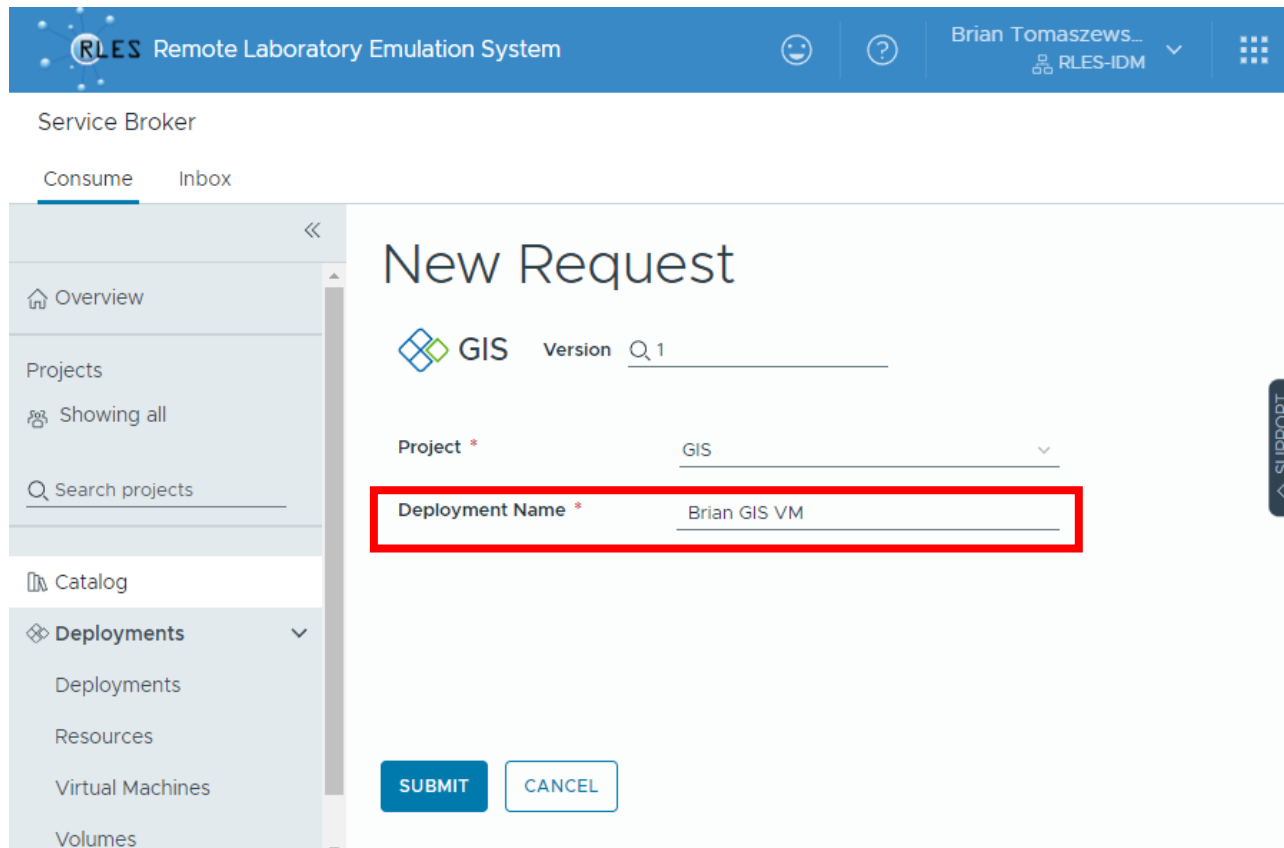 RLES Remote Laboratory Emulation System
Brian Tomaszews...
RLES-IDM
Service Broker
Consume Inbox
Overview
Projects
Showing all
Search projects
Catalog
Deployments
Deployments
Resources
Virtual Machines
Volumes
New Request
GIS Version 1
Project * GIS
Deployment Name * Brian GIS VM
SUBMIT CANCEL
SUPPORT